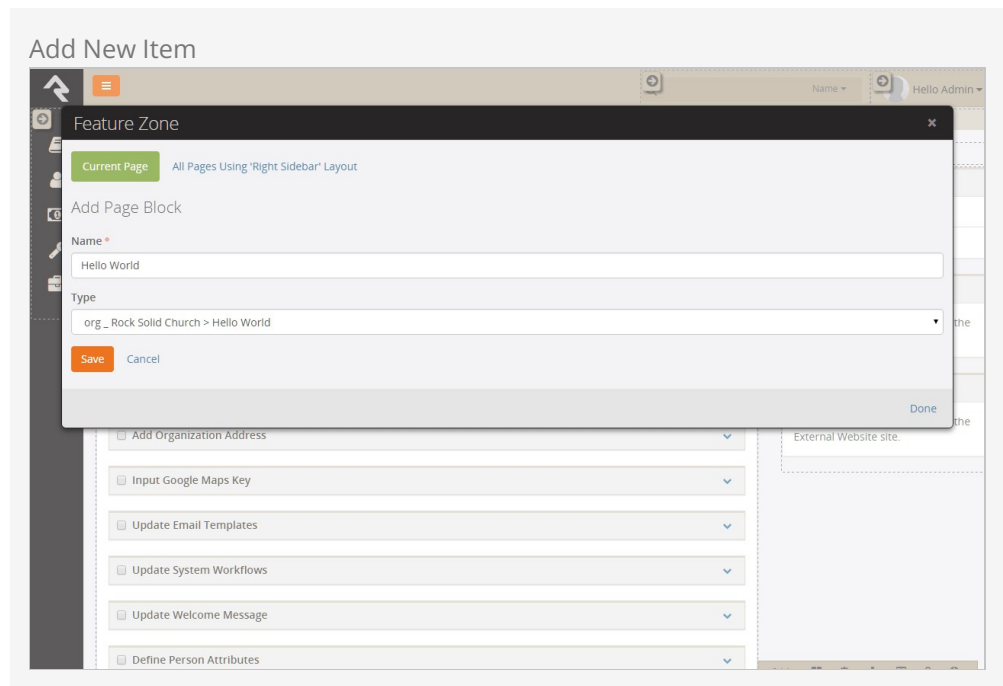 Add New Item
Name
Hello Admin
Feature Zone
Current Page All Pages Using 'Right Sidebar' Layout
Add Page Block
Name *
Hello World
Type
org _ Rock Solid Church > Hello World
the
Save Cancel
Done
the
Add Organization Address
External Website site.
Input Google Maps Key
Update Email Templates
Update System Workflows
Update Welcome Message
Define Person Attributes